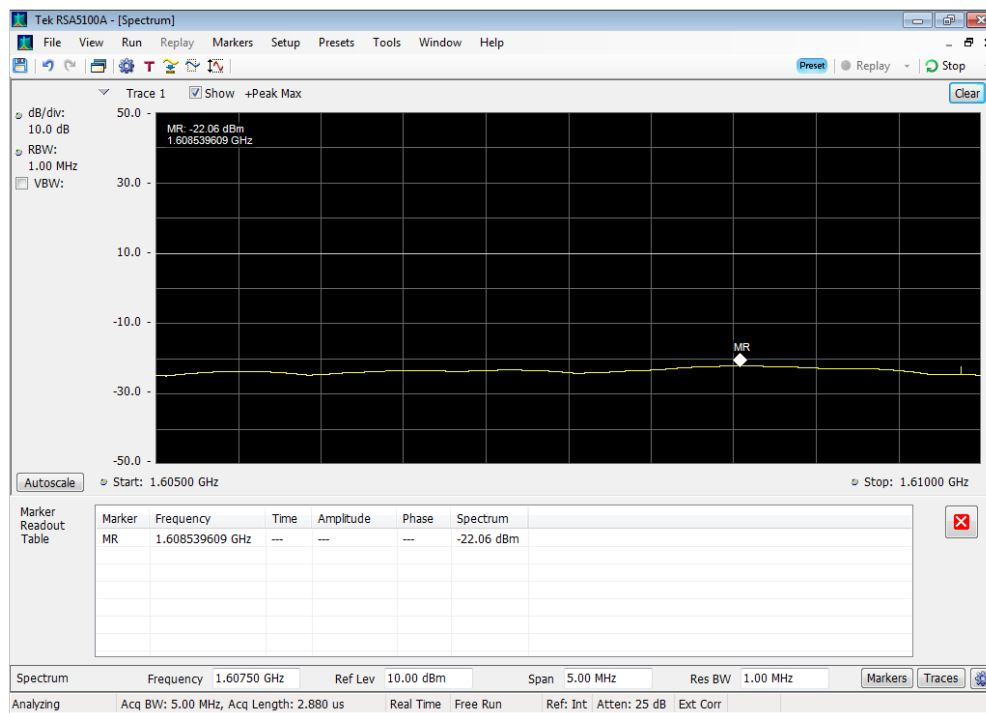 Tek RSA5100A - [Spectrum]
File View Run Replay Markers Setup Presets Tools Window Help
T Preset Replay Stop
Trace 1 Show +Peak Max Clear
dB/div:
10.0 dB
RBW:
1.00 MHz
VBW:
50.0 -
30.0 -
10.0 -
-10.0 -
-30.0 -
-50.0 -
MR: -22.06 dBm
1.608539609 GHz
MR
Autoscale Start: 1.60500 GHz Stop: 1.61000 GHz
Marker
Readout
Table
Marker Frequency Time Amplitude Phase Spectrum
MR 1.608539609 GHz --- --- --- -22.06 dBm
Spectrum Frequency 1.60750 GHz Ref Lev 10.00 dBm Span 5.00 MHz Res BW 1.00 MHz Markers Traces
Analyzing Acq BW: 5.00 MHz, Acq Length: 2.880 us Real Time Free Run Ref: Int Atten: 25 dB Ext Corr